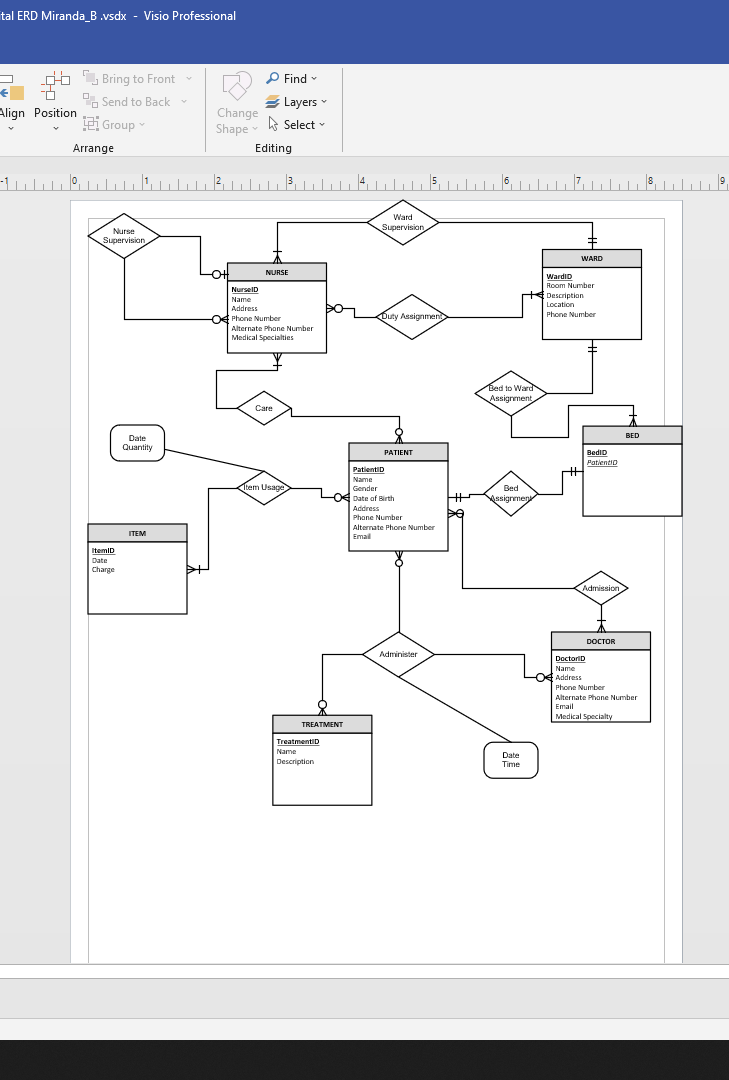 tal ERD Miranda_B .vsdx - Visio Professional
Bring to Front
Find
Align
Position
Send to Back
Change
Shape
Layers
Group
Select
Arrange
Editing
-1 0 1 2 3 4 5 6 7 8 9
Nurse
Supervision
Ward
Supervision
NURSE
NurseID
Name
Address
Phone Number
Alternate Phone Number
Medical Specialties
WARD
WardID
Room Number
Description
Location
Phone Number
Duty Assignment
Bed to Ward
Assignment
Care
Date
Quantity
BED
BedID
PatientID
PATIENT
PatientID
Name
Gender
Date of Birth
Address
Phone Number
Alternate Phone Number
Email
Item Usage
Bed
Assignment
ITEM
ItemID
Date
Charge
Admission
DOCTOR
DoctorID
Name
Address
Phone Number
Alternate Phone Number
Email
Medical Specialty
Administer
TREATMENT
TreatmentID
Name
Description
Date
Time